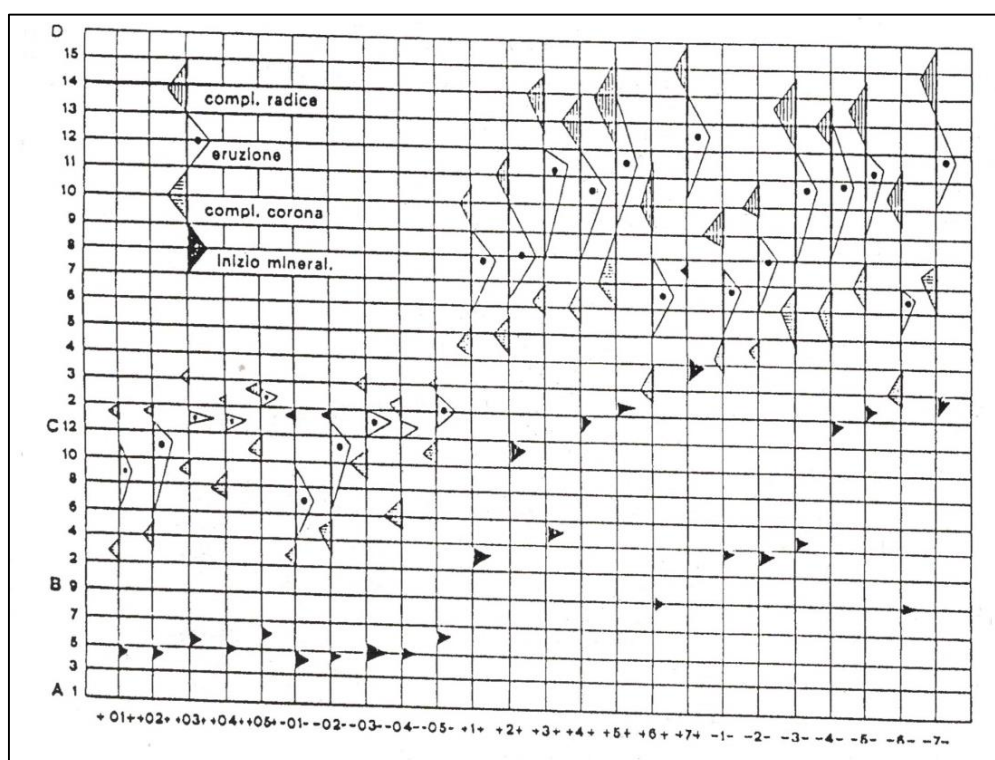 D
15
14
compl. radice
13
12
eruzione
11
10
compl. corona
9
8
Inizio mineral.
7
6
5
4
3
2
C 12
10
8
6
4
2
B 9
7
5
3
A 1
+01+ +02+ +03+ +04+ +05+ -01- -02- -03- -04- -05- +1+ +2+ +3+ +4+ +5+ +6+ +7+ -1- -2- -3- -4- -5- -6- -7-